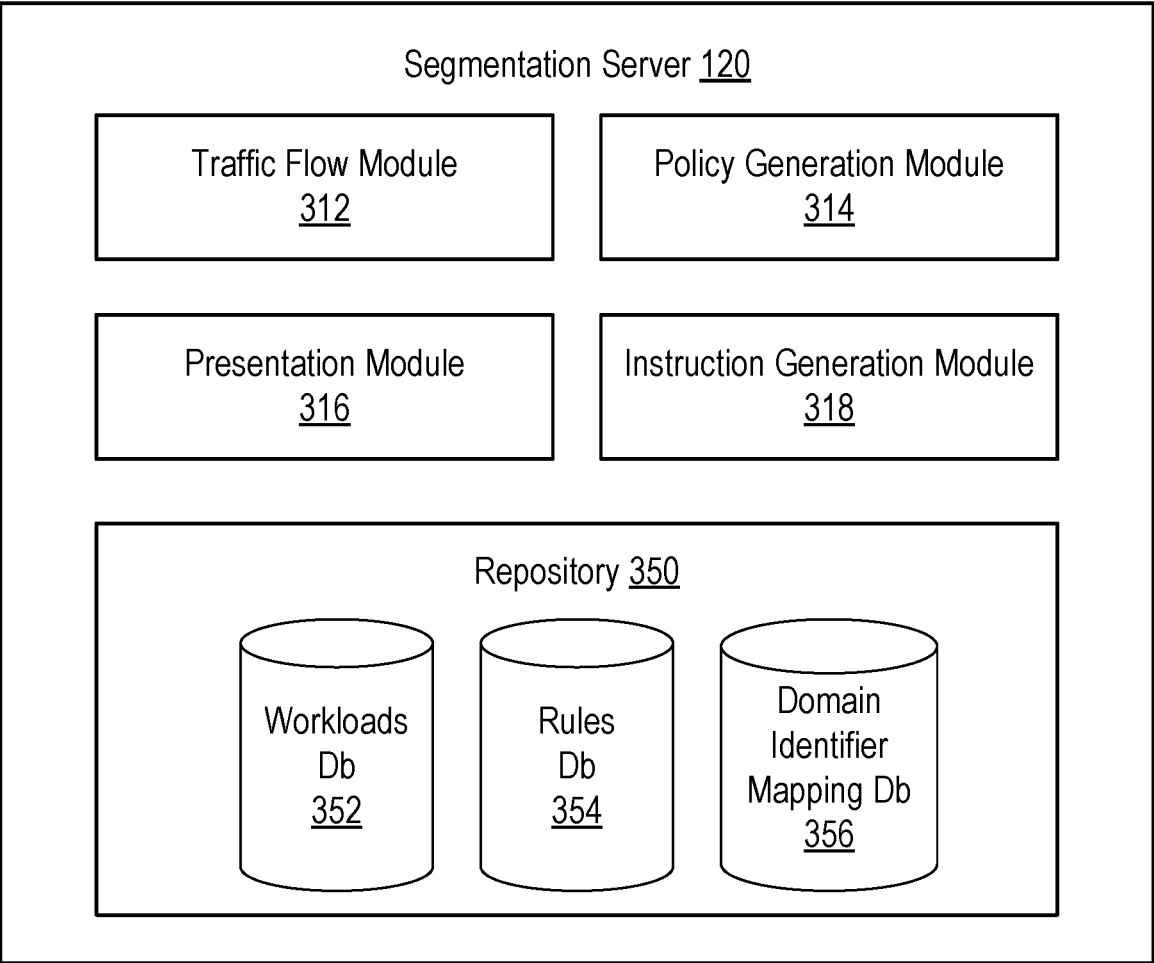 Segmentation Server 120
Traffic Flow Module
312
Policy Generation Module
314
Presentation Module
316
Instruction Generation Module
318
Repository 350
Workloads
Db
352
Rules
Db
354
Domain
Identifier
Mapping Db
356